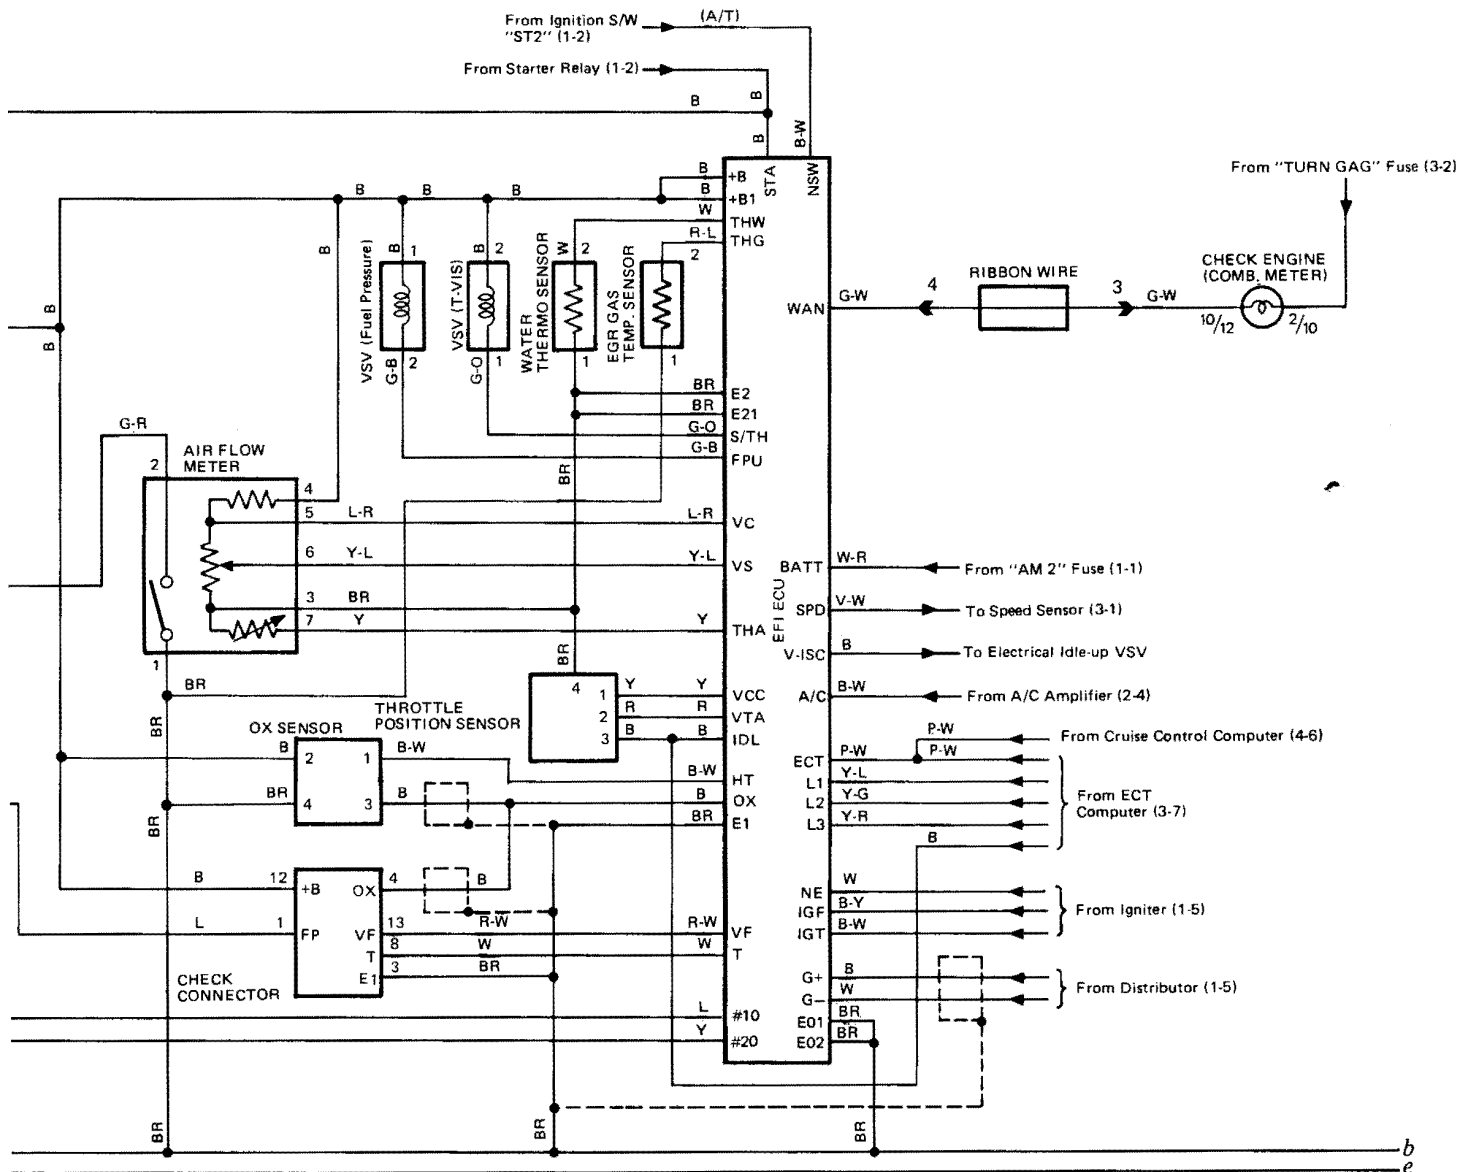 From Ignition S/W
"ST2" (1-2)
(A/T)
From Starter Relay (1-2)
B
B
B
B-W
From "TURN GAG" Fuse (3-2)
STA
NSW
B
+B
B
+B1
W
THW
R-L
THG
B
B
B
B
B
1
B
2
W
2
2
VSV (Fuel Pressure)
VSV (T-VIS)
WATER
THERMO SENSOR
EGR GAS
TEMP. SENSOR
CHECK ENGINE
(COMB. METER)
RIBBON WIRE
WAN
G-W
4
3
G-W
10/12
2/10
B
B
G-B
2
G-O
1
1
1
BR
E2
BR
E21
G-O
S/TH
G-B
FPU
G-R
AIR FLOW
METER
2
BR
4
5
L-R
L-R
VC
6
Y-L
Y-L
VS
3
BR
7
Y
Y
THA
1
BR
BR
BR
EFI ECU
BATT
W-R
From "AM 2" Fuse (1-1)
SPD
V-W
To Speed Sensor (3-1)
V-ISC
B
To Electrical Idle-up VSV
A/C
B-W
From A/C Amplifier (2-4)
THROTTLE
POSITION SENSOR
4
1
Y
Y
VCC
2
R
R
VTA
3
B
B
IDL
OX SENSOR
B
2
1
B-W
B-W
HT
BR
4
3
B
B
OX
BR
E1
BR
P-W
From Cruise Control Computer (4-6)
ECT
P-W
P-W
L1
Y-L
L2
Y-G
L3
Y-R
B
From ECT
Computer (3-7)
B
12
+B
OX
4
B
L
1
FP
VF
13
R-W
R-W
VF
T
8
W
W
T
E1
3
BR
CHECK
CONNECTOR
NE
W
IGF
B-Y
IGT
B-W
From Igniter (1-5)
G+
B
G−
W
From Distributor (1-5)
E01
BR
E02
BR
L
#10
Y
#20
BR
BR
BR
b
e